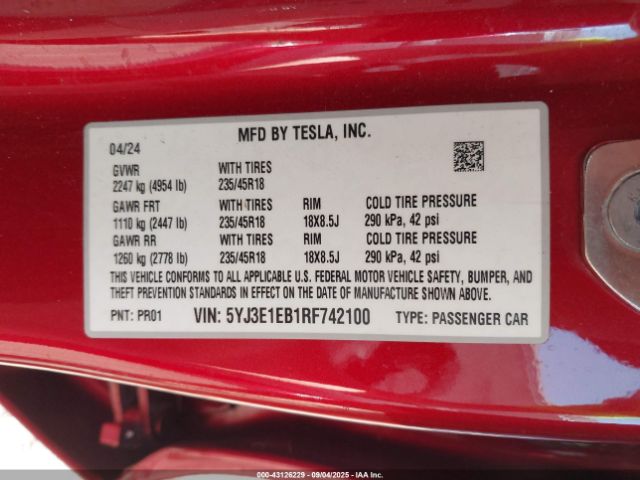 MFD BY TESLA, INC.
04/24
GVWR WITH TIRES
2247 kg (4954 lb) 235/45R18
GAWR FRT WITH TIRES RIM COLD TIRE PRESSURE
1110 kg (2447 lb) 235/45R18 18X8.5J 290 kPa, 42 psi
GAWR RR WITH TIRES RIM COLD TIRE PRESSURE
1260 kg (2778 lb) 235/45R18 18X8.5J 290 kPa, 42 psi
THIS VEHICLE CONFORMS TO ALL APPLICABLE U.S. FEDERAL MOTOR VEHICLE SAFETY, BUMPER, AND
THEFT PREVENTION STANDARDS IN EFFECT ON THE DATE OF MANUFACTURE SHOWN ABOVE.
PNT: PR01 VIN: 5YJ3E1EB1RF742100 TYPE: PASSENGER CAR
000-43126229 - 09/04/2025 - IAA Inc.